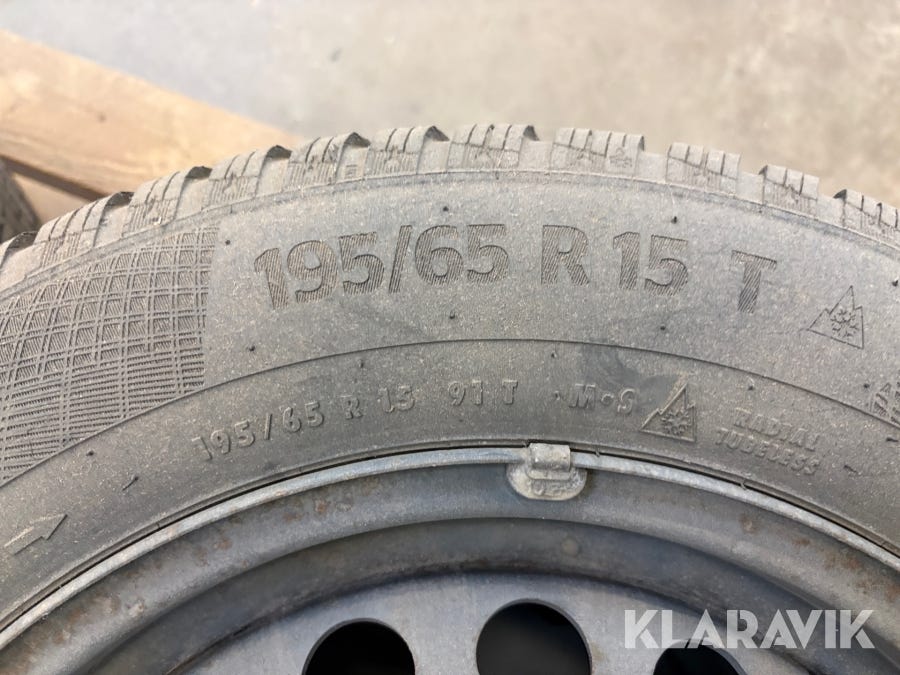 195/65 R 15 T
195/65 R 15 91 T ·M·S
RADIAL
TUBELESS
KLARAVIK